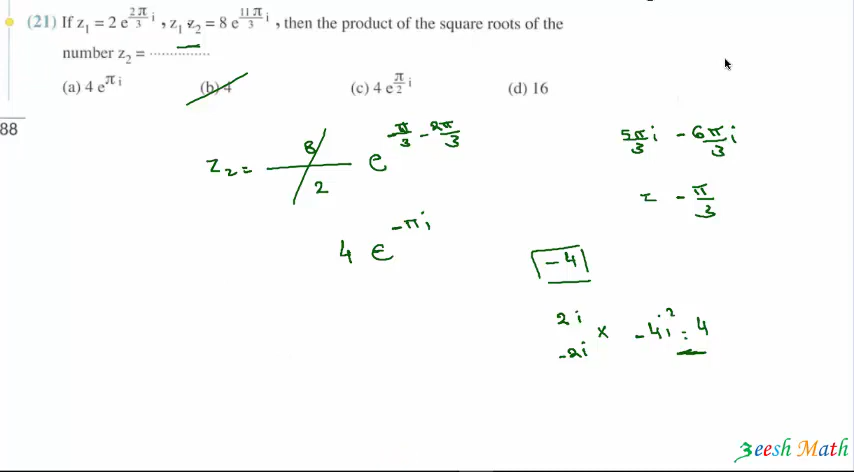 (21) If z₁ = 2 e^(2π/3 i) , z₁ z₂ = 8 e^(11π/3 i) , then the product of the square roots of the
number z₂ = ...............
(a) 4 e^(π i) (b) 4 (c) 4 e^(π/2 i) (d) 16
88
z₂ = 8/2 e^(-π/3 - 2π/3)
5π/3 i - 6π/3 i
= - π/3
4 e^(-πi)
-4
2i
-2i × -4i² = 4
3eesh Math